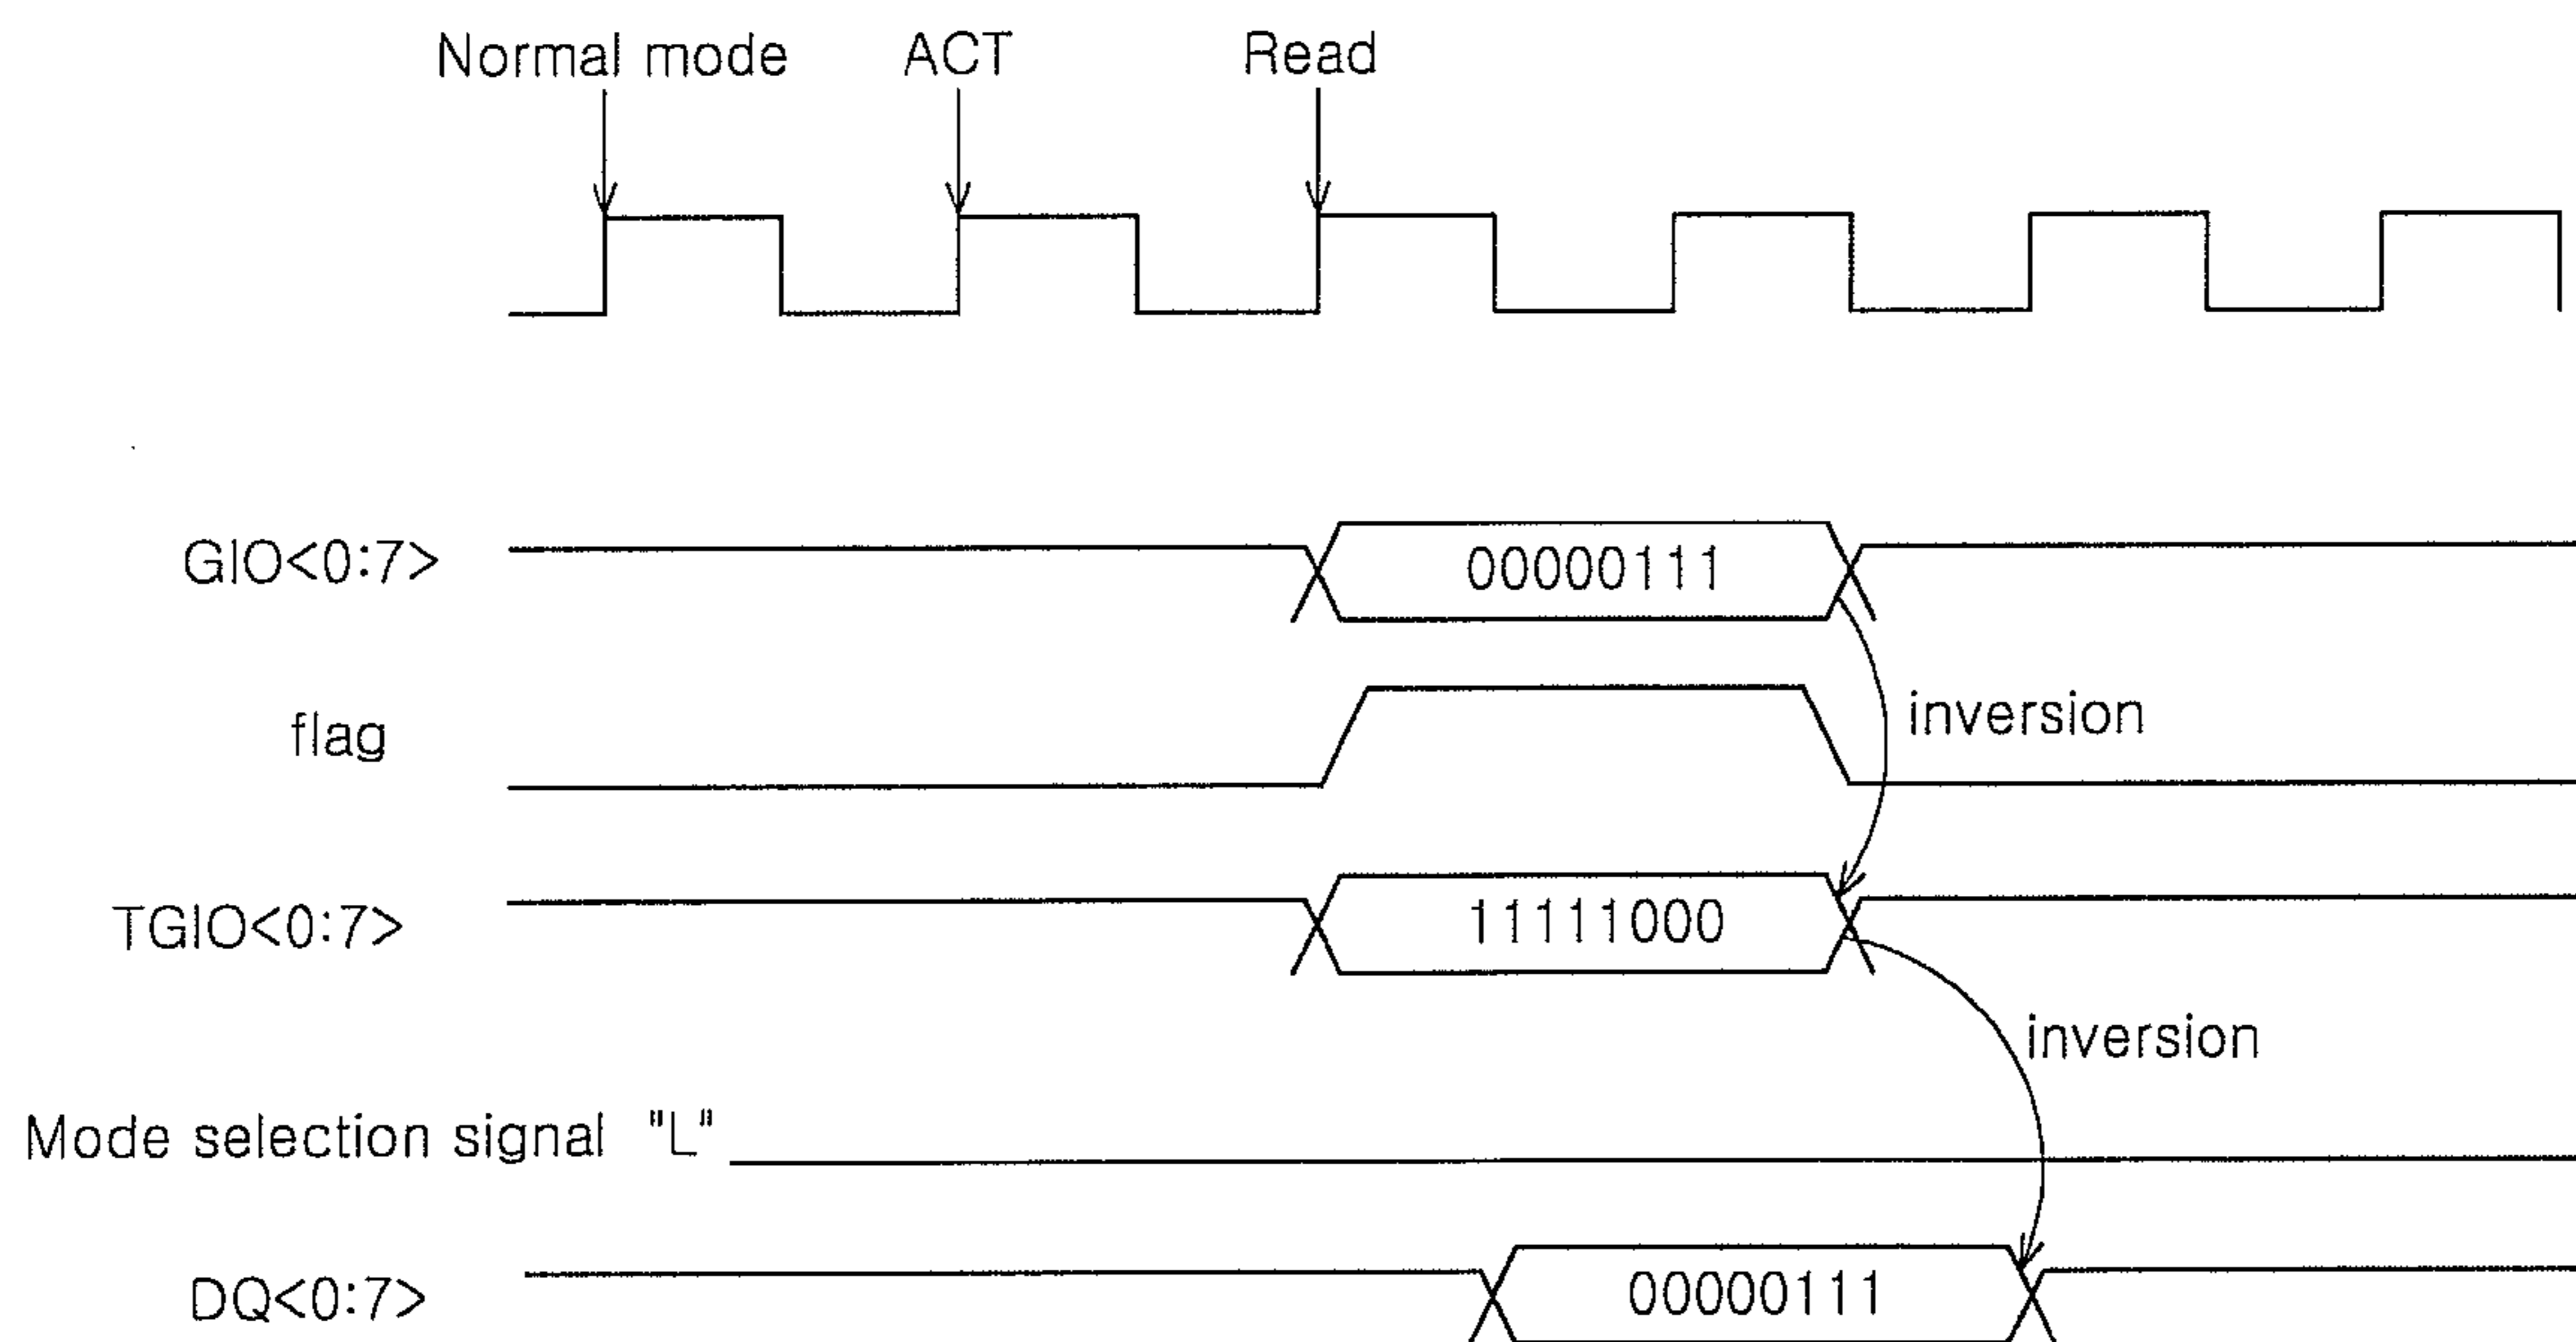 Normal mode ACT Read
GIO<0:7> 00000111
flag inversion
TGIO<0:7> 11111000
inversion
Mode selection signal "L"
DQ<0:7> 00000111